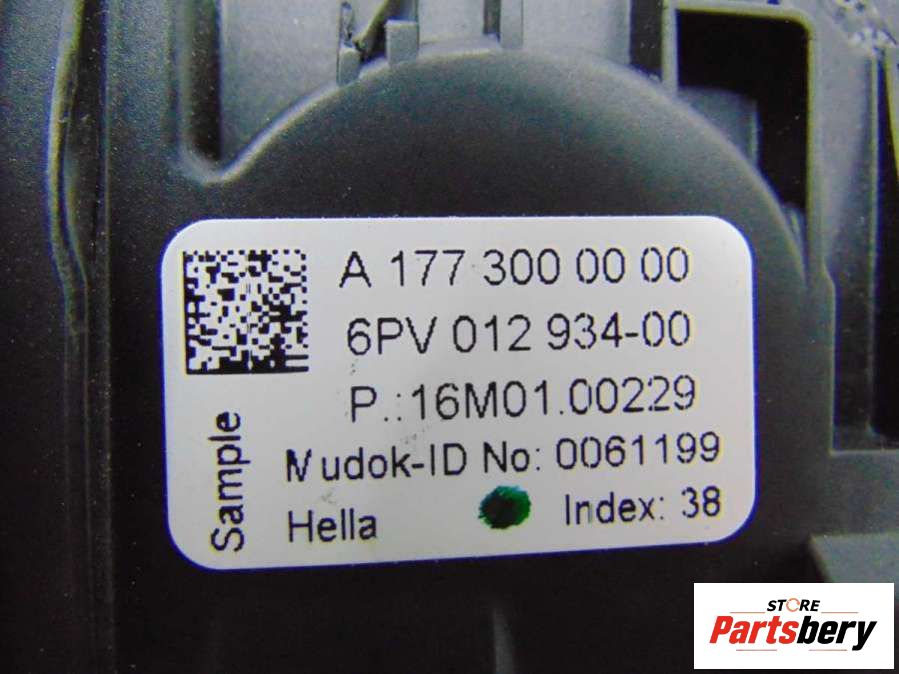 A 177 300 00 00
6PV 012 934-00
P.:16M01.00229
Mudok-ID No: 0061199
Hella Index: 38
Sample
STORE
Partsbery